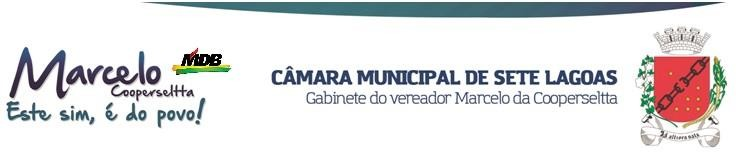 Marcelo
Cooperseltta
MDB
Este sim, é do povo!
CÂMARA MUNICIPAL DE SETE LAGOAS
Gabinete do vereador Marcelo da Cooperseltta